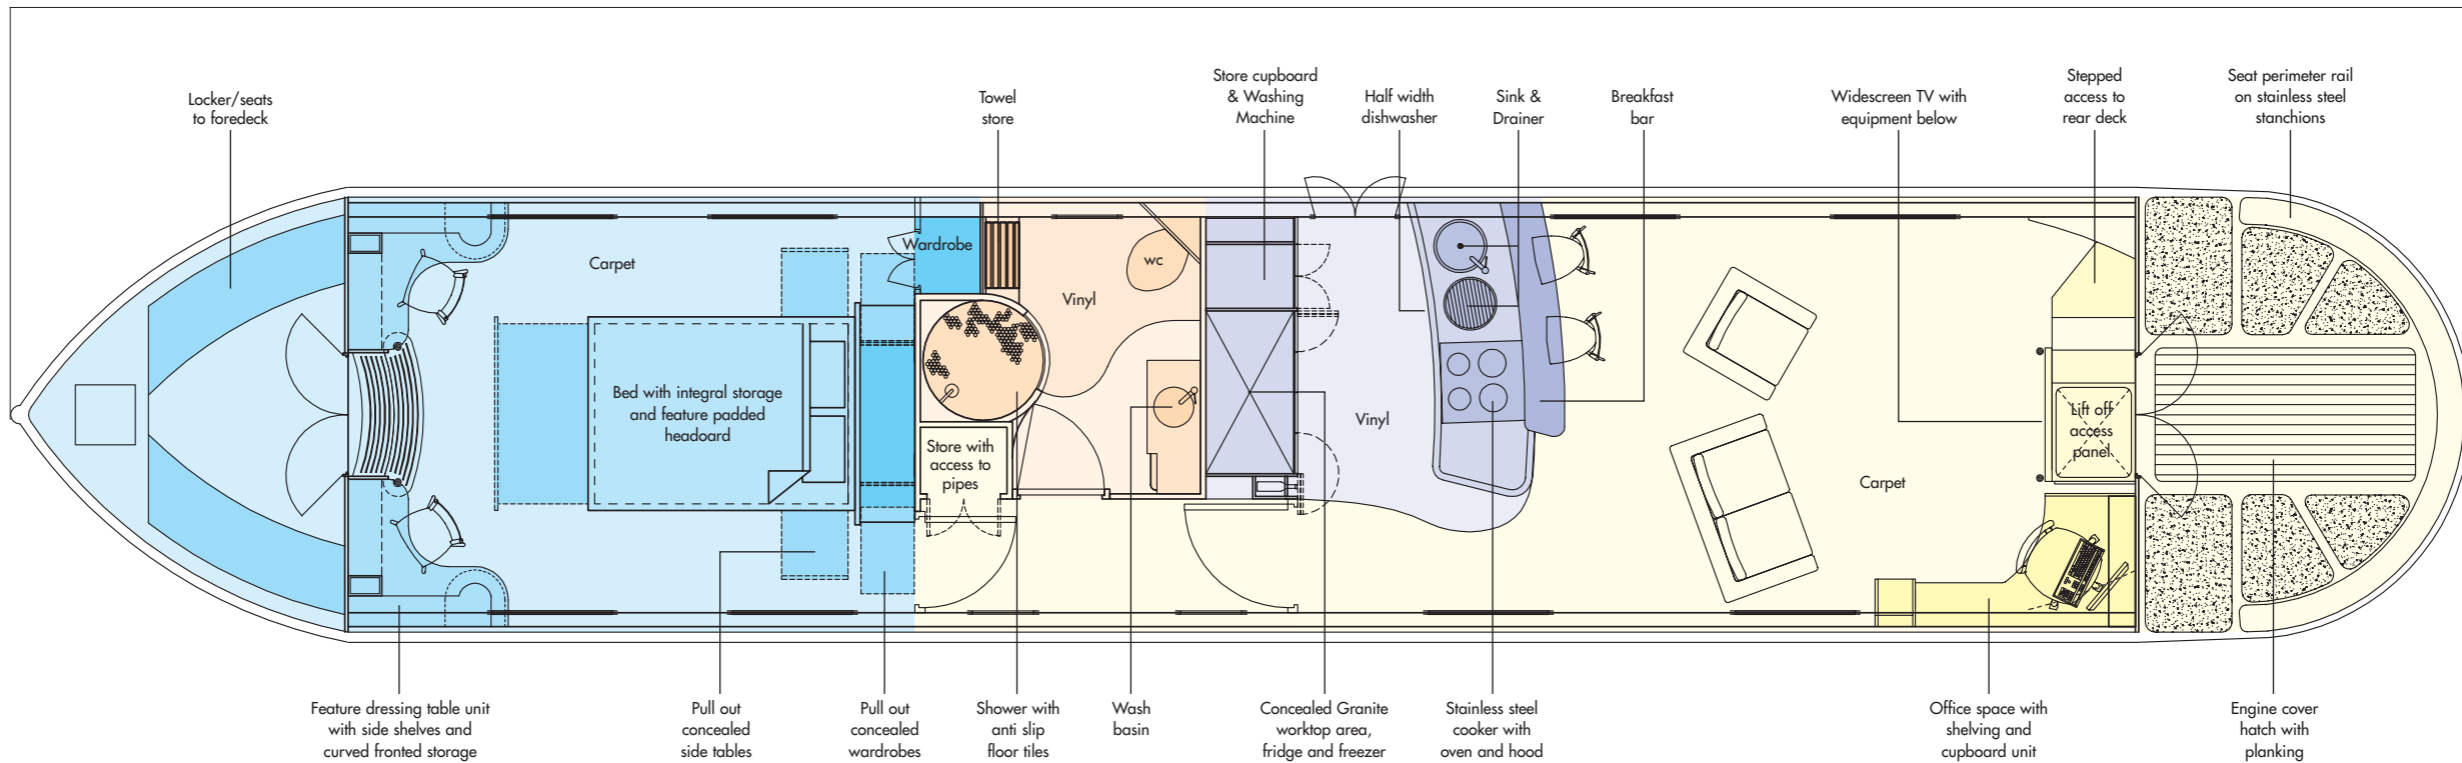 Locker/seats
to foredeck
Towel
store
Store cupboard
& Washing
Machine
Half width
dishwasher
Sink &
Drainer
Breakfast
bar
Widescreen TV with
equipment below
Stepped
access to
rear deck
Seat perimeter rail
on stainless steel
stanchions
Carpet
Wardrobe
wc
Vinyl
Bed with integral storage
and feature padded
headoard
Store with
access to
pipes
Vinyl
Carpet
Lift off
access
panel
Feature dressing table unit
with side shelves and
curved fronted storage
Pull out
concealed
side tables
Pull out
concealed
wardrobes
Shower with
anti slip
floor tiles
Wash
basin
Concealed Granite
worktop area,
fridge and freezer
Stainless steel
cooker with
oven and hood
Office space with
shelving and
cupboard unit
Engine cover
hatch with
planking